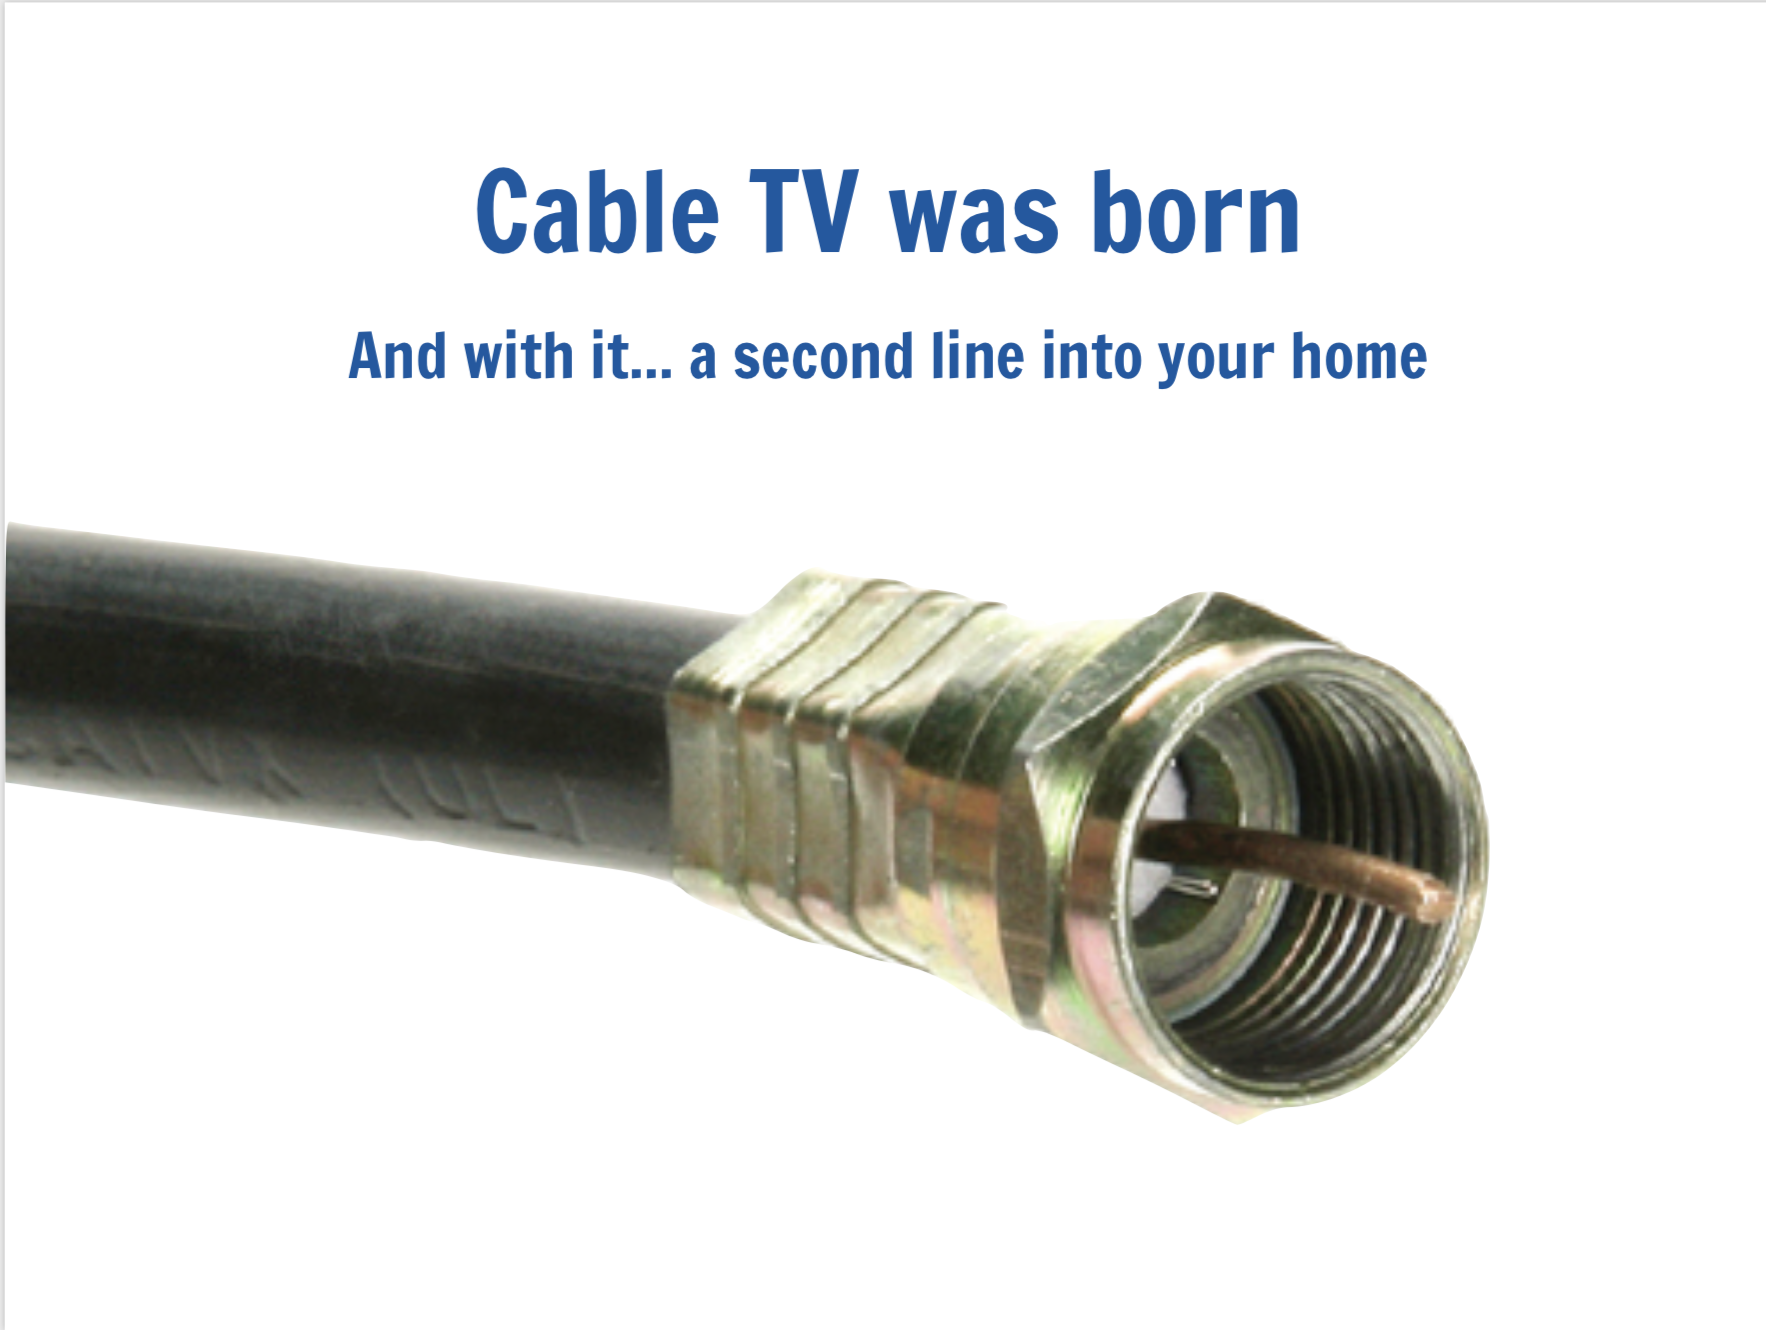 Cable TV was born
And with it... a second line into your home